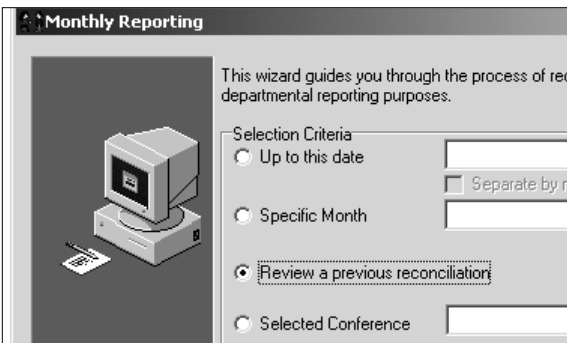 Monthly Reporting
This wizard guides you through the process of
departmental reporting purposes.
Selection Criteria
Up to this date
Separate by
Specific Month
Review a previous reconciliation
Selected Conference